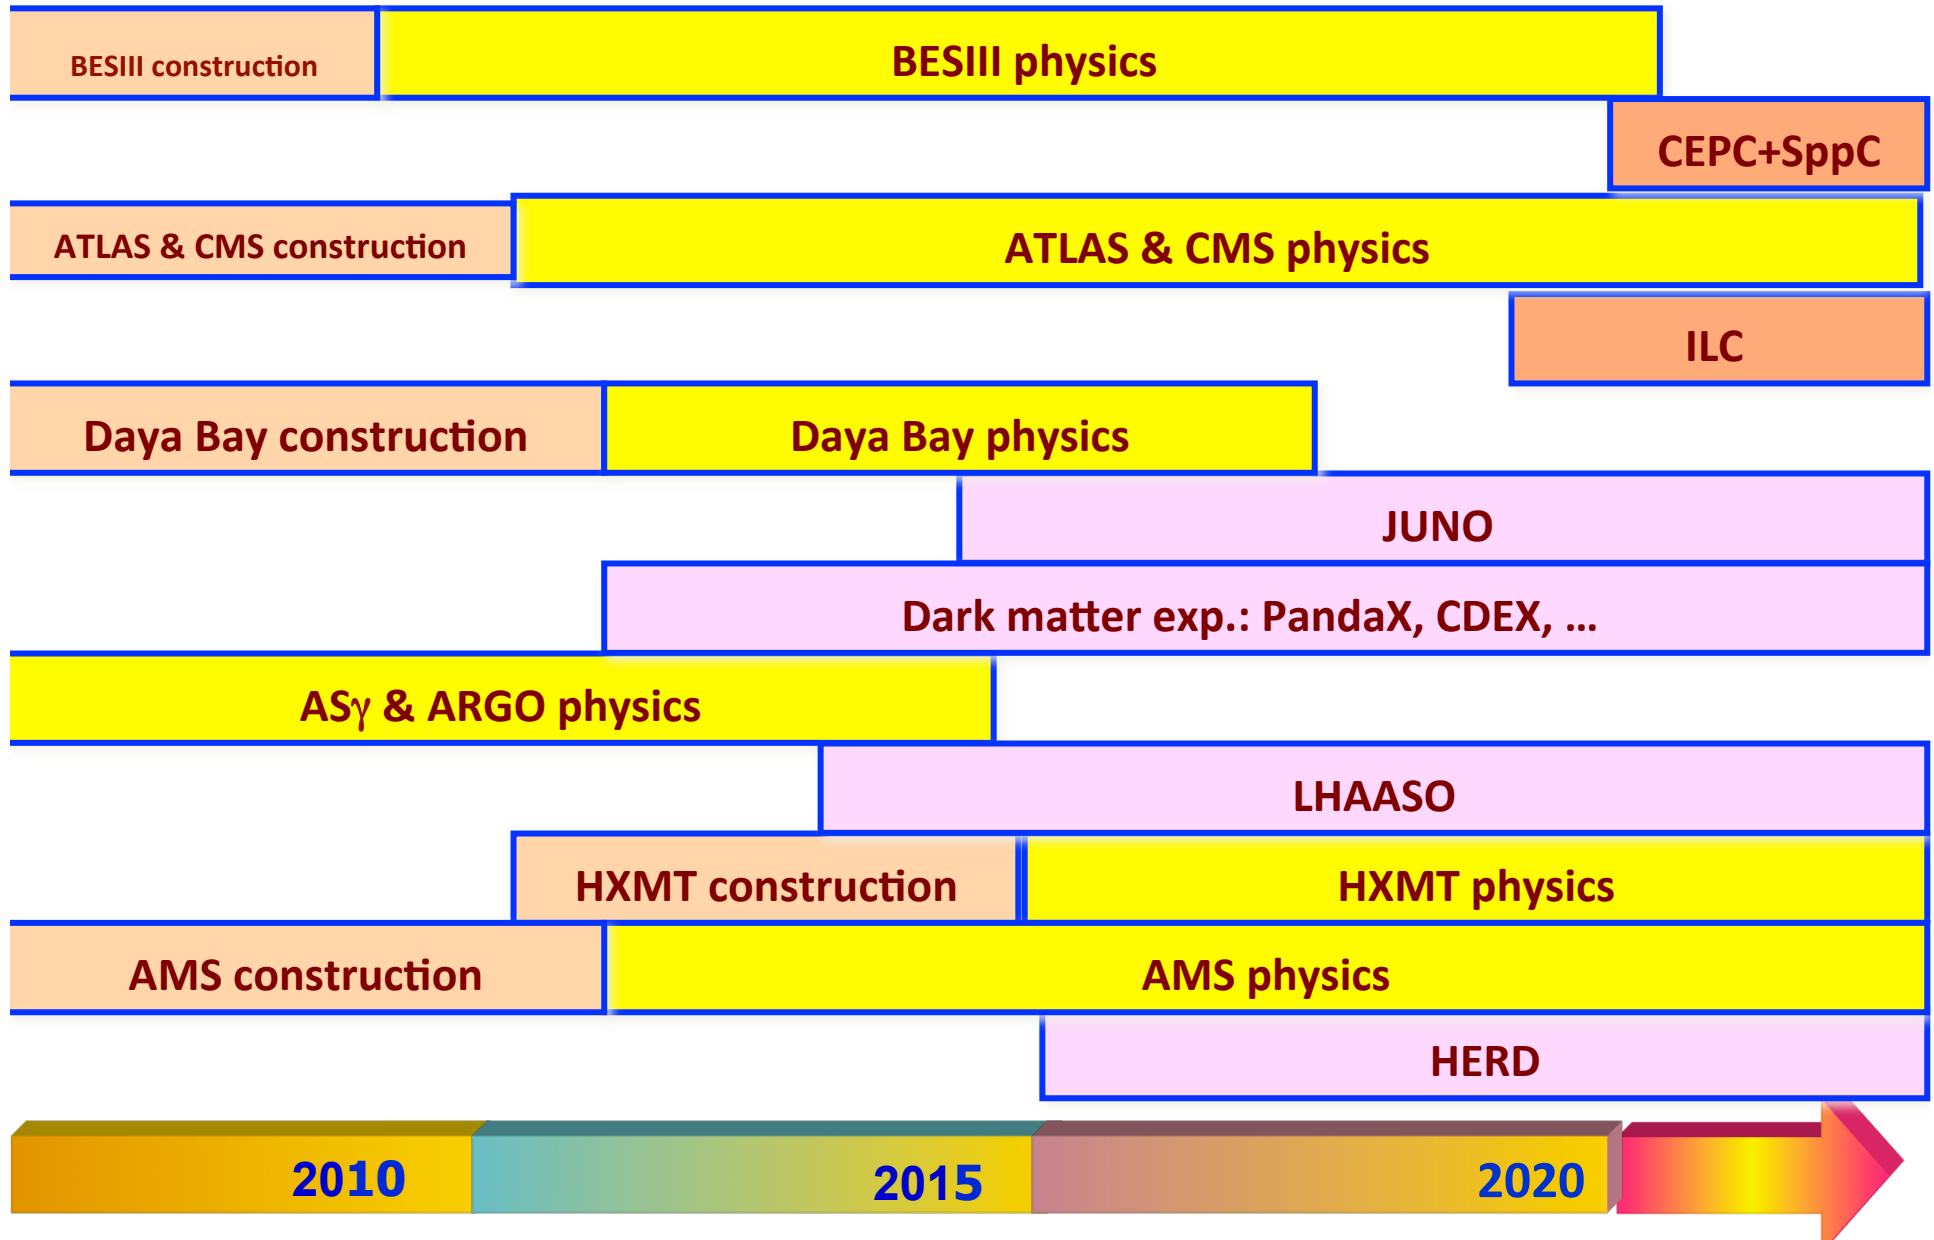 BESIII construction
BESIII physics
CEPC+SppC
ATLAS & CMS construction
ATLAS & CMS physics
ILC
Daya Bay construction
Daya Bay physics
JUNO
Dark matter exp.: PandaX, CDEX, ...
ASγ & ARGO physics
LHAASO
HXMT construction
HXMT physics
AMS construction
AMS physics
HERD
2010
2015
2020